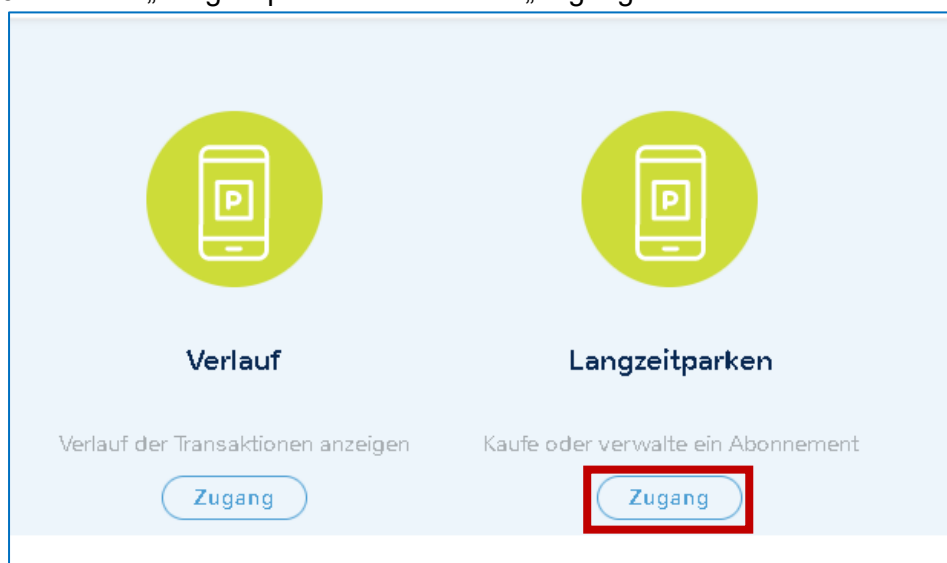 P P
Verlauf Langzeitparken
Verlauf der Transaktionen anzeigen Kaufe oder verwalte ein Abonnement
Zugang Zugang